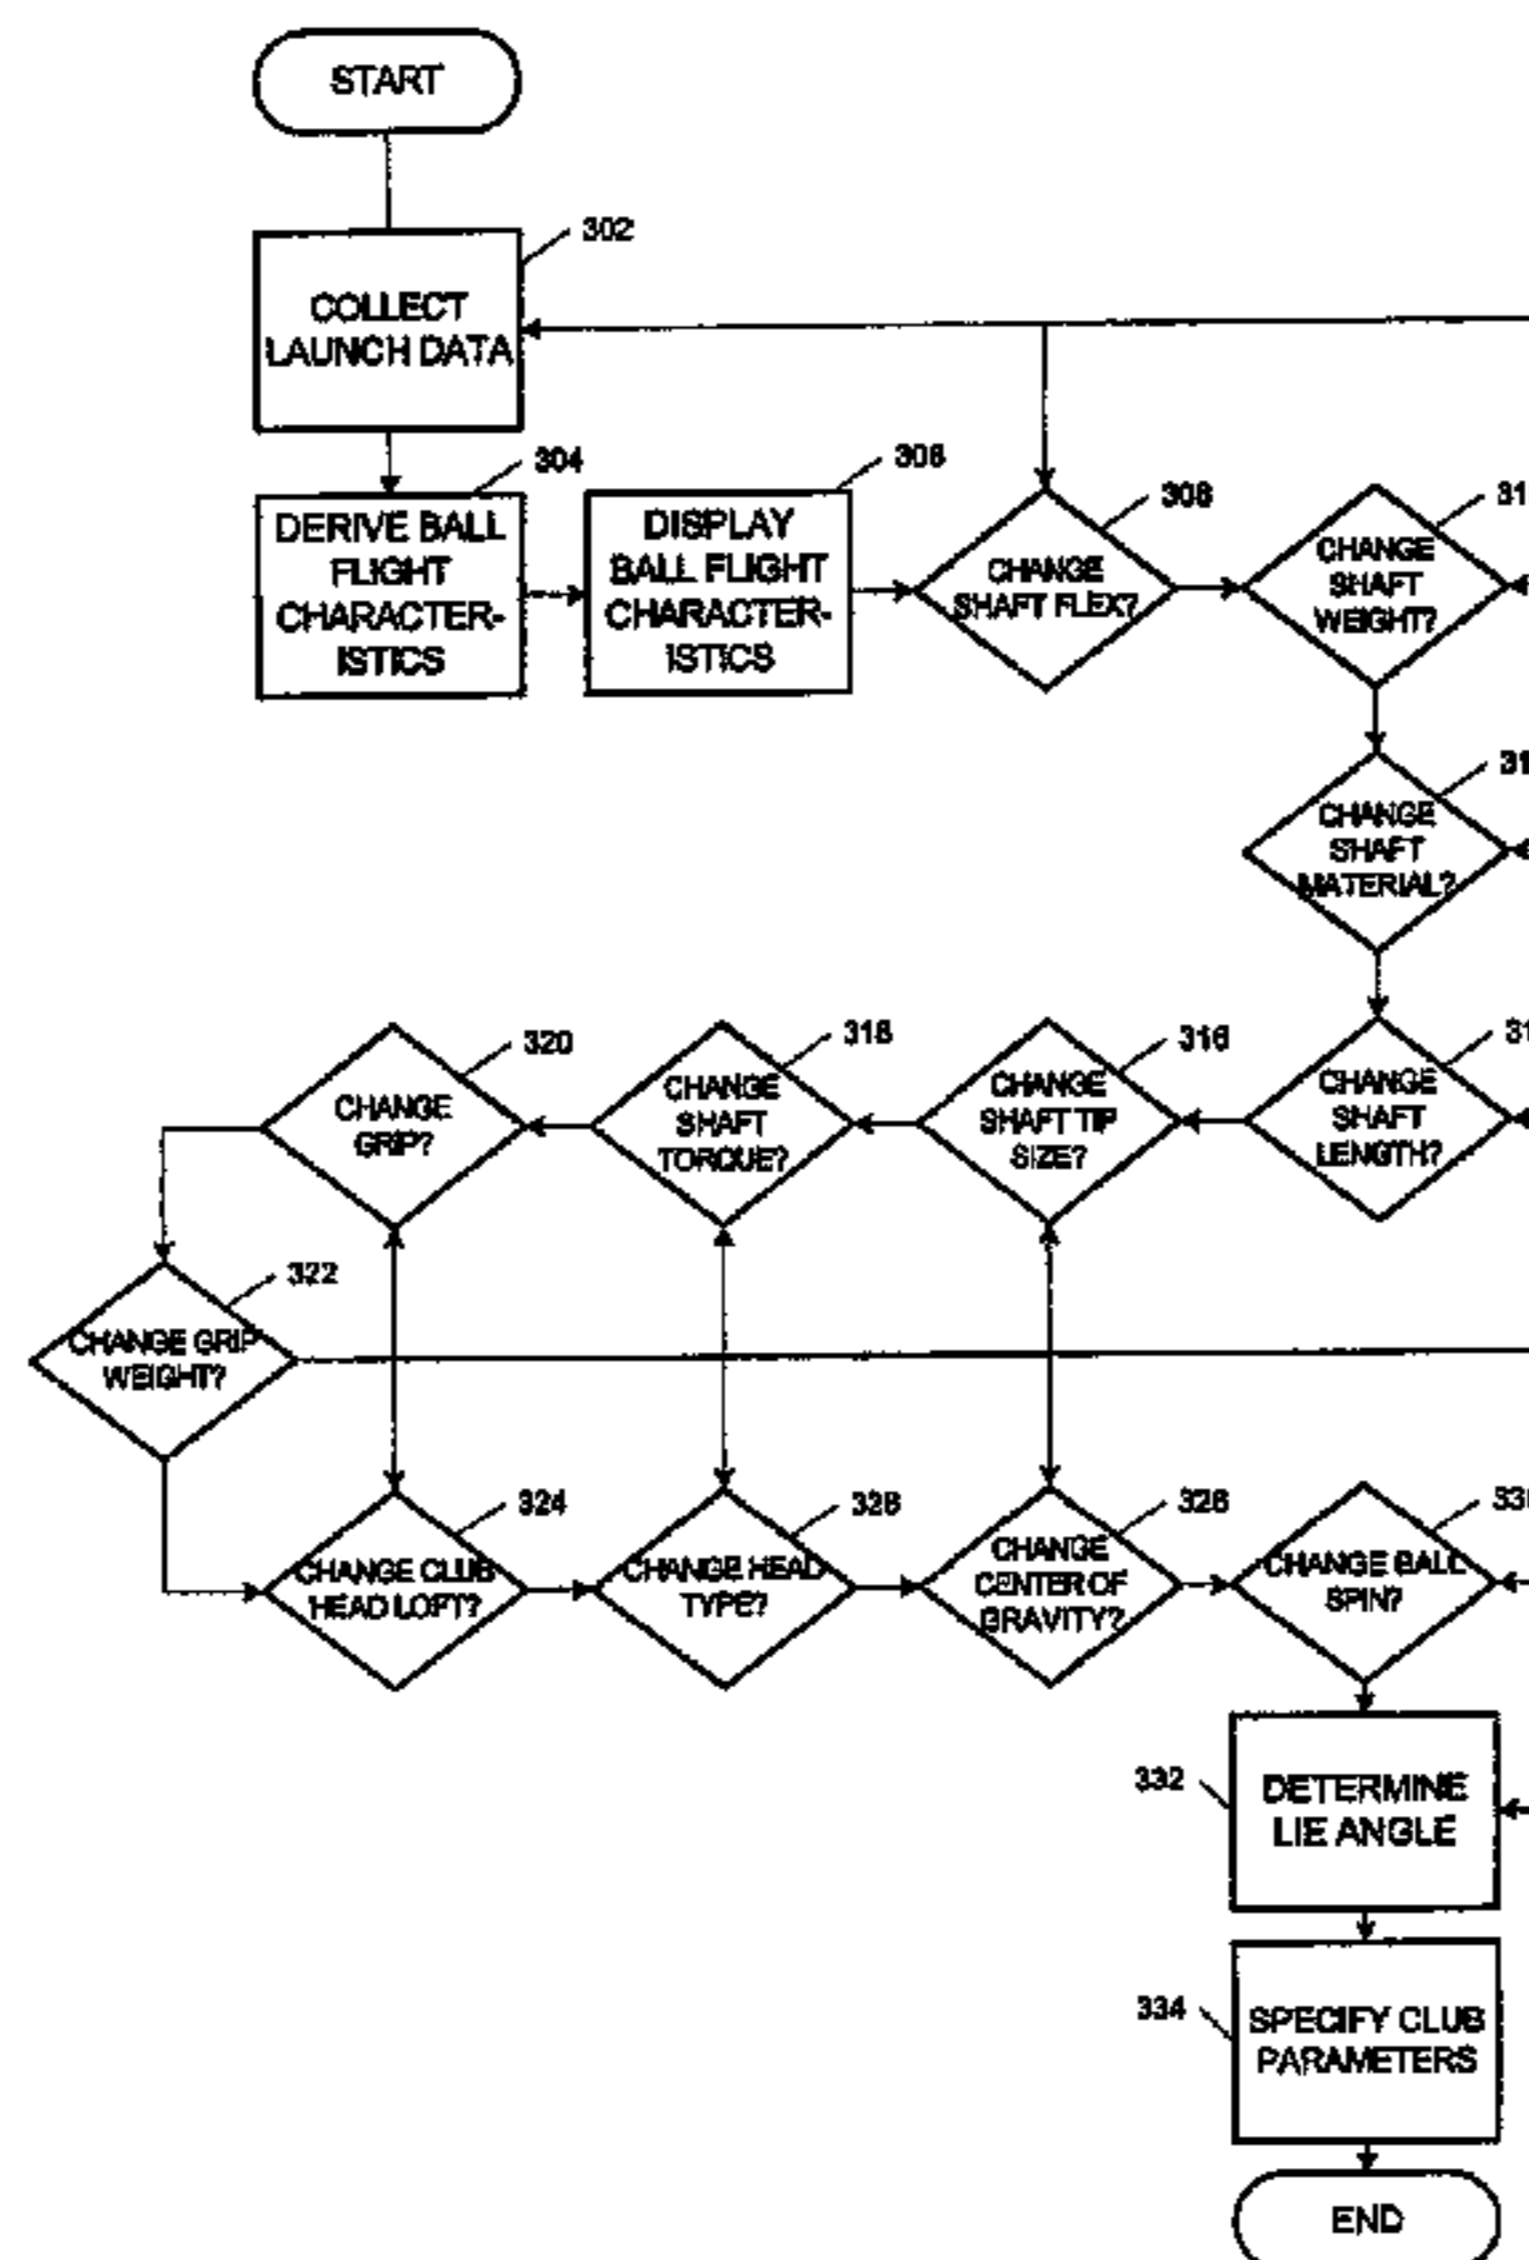 START
302
COLLECT
LAUNCH DATA
304
DERIVE BALL
FLIGHT
CHARACTER-
ISTICS
306
DISPLAY
BALL FLIGHT
CHARACTER-
ISTICS
308
CHANGE
SHAFT FLEX?
CHANGE
SHAFT
WEIGHT?
CHANGE
SHAFT
MATERIAL?
320
CHANGE
GRIP?
318
CHANGE
SHAFT
TORQUE?
316
CHANGE
SHAFT TIP
SIZE?
CHANGE
SHAFT
LENGTH?
322
CHANGE GRIP
WEIGHT?
324
CHANGE CLUB
HEAD LOFT?
326
CHANGE HEAD
TYPE?
328
CHANGE
CENTER OF
GRAVITY?
CHANGE BALL
SPIN?
332
DETERMINE
LIE ANGLE
334
SPECIFY CLUB
PARAMETERS
END